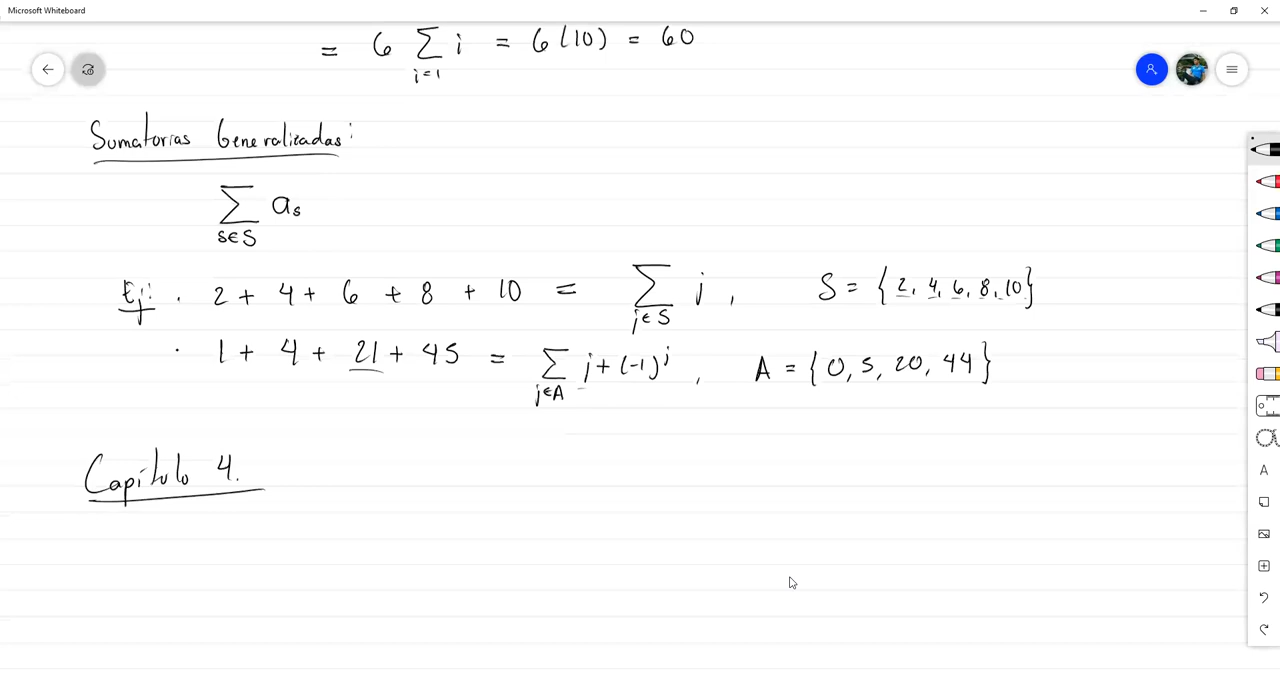 Microsoft Whiteboard
= 6 ∑ i = 6(10) = 60
i=1
Sumatorias Generalizadas:
∑ aₛ
s∈S
Ej: · 2 + 4 + 6 + 8 + 10 = ∑ j , S = {2, 4, 6, 8, 10}
j∈S
· 1 + 4 + 21 + 45 = ∑ j + (-1)ʲ , A = {0, 5, 20, 44}
j∈A
Capítulo 4.
A